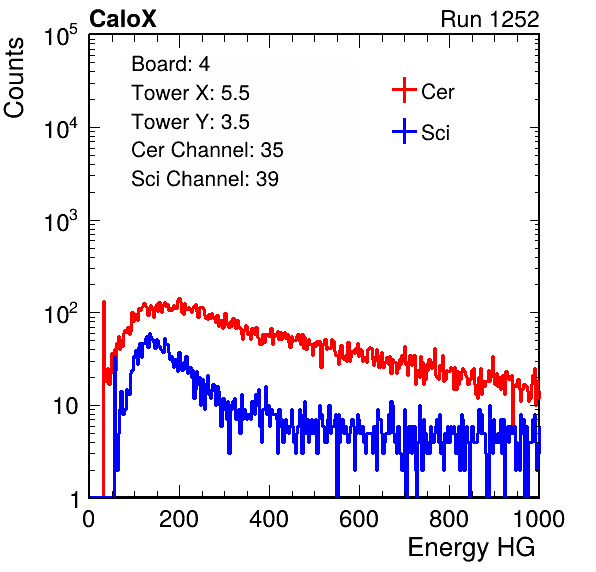 CaloX Run 1252
Counts
Board: 4
Tower X: 5.5
Tower Y: 3.5
Cer Channel: 35
Sci Channel: 39
Cer
Sci
10^5
10^4
10^3
10^2
10
1
0 200 400 600 800 1000
Energy HG